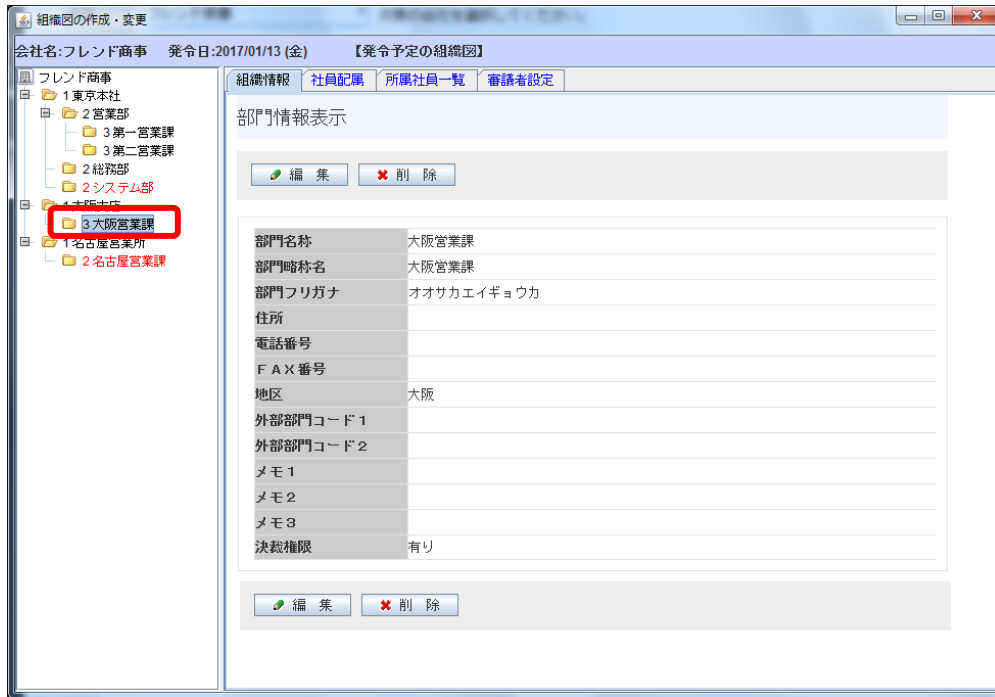 組織図の作成・変更
会社名:フレンド商事 発令日:2017/01/13 (金) 【発令予定の組織図】
フレンド商事
1東京本社
2営業部
3第一営業課
3第二営業課
2総務部
2システム部
1大阪支店
3大阪営業課
1名古屋営業所
2名古屋営業課
組織情報 社員配属 所属社員一覧 審議者設定
部門情報表示
編 集 削 除
部門名称 大阪営業課
部門略称名 大阪営業課
部門フリガナ オオサカエイギョウカ
住所
電話番号
ＦＡＸ番号
地区 大阪
外部部門コード１
外部部門コード２
メモ１
メモ２
メモ３
決裁権限 有り
編 集 削 除